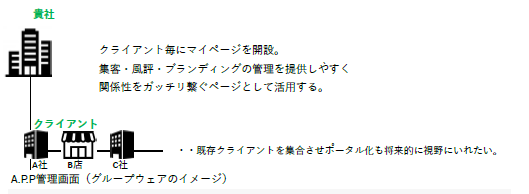 貴社
クライアント毎にマイページを開設。
集客・風評・ブランディングの管理を提供しやすく
関係性をガッチリ繋ぐページとして活用する。
クライアント
・・既存クライアントを集合させポータル化も将来的に視野にいれたい。
A社 B店 C社
A.P.P管理画面（グループウェアのイメージ）